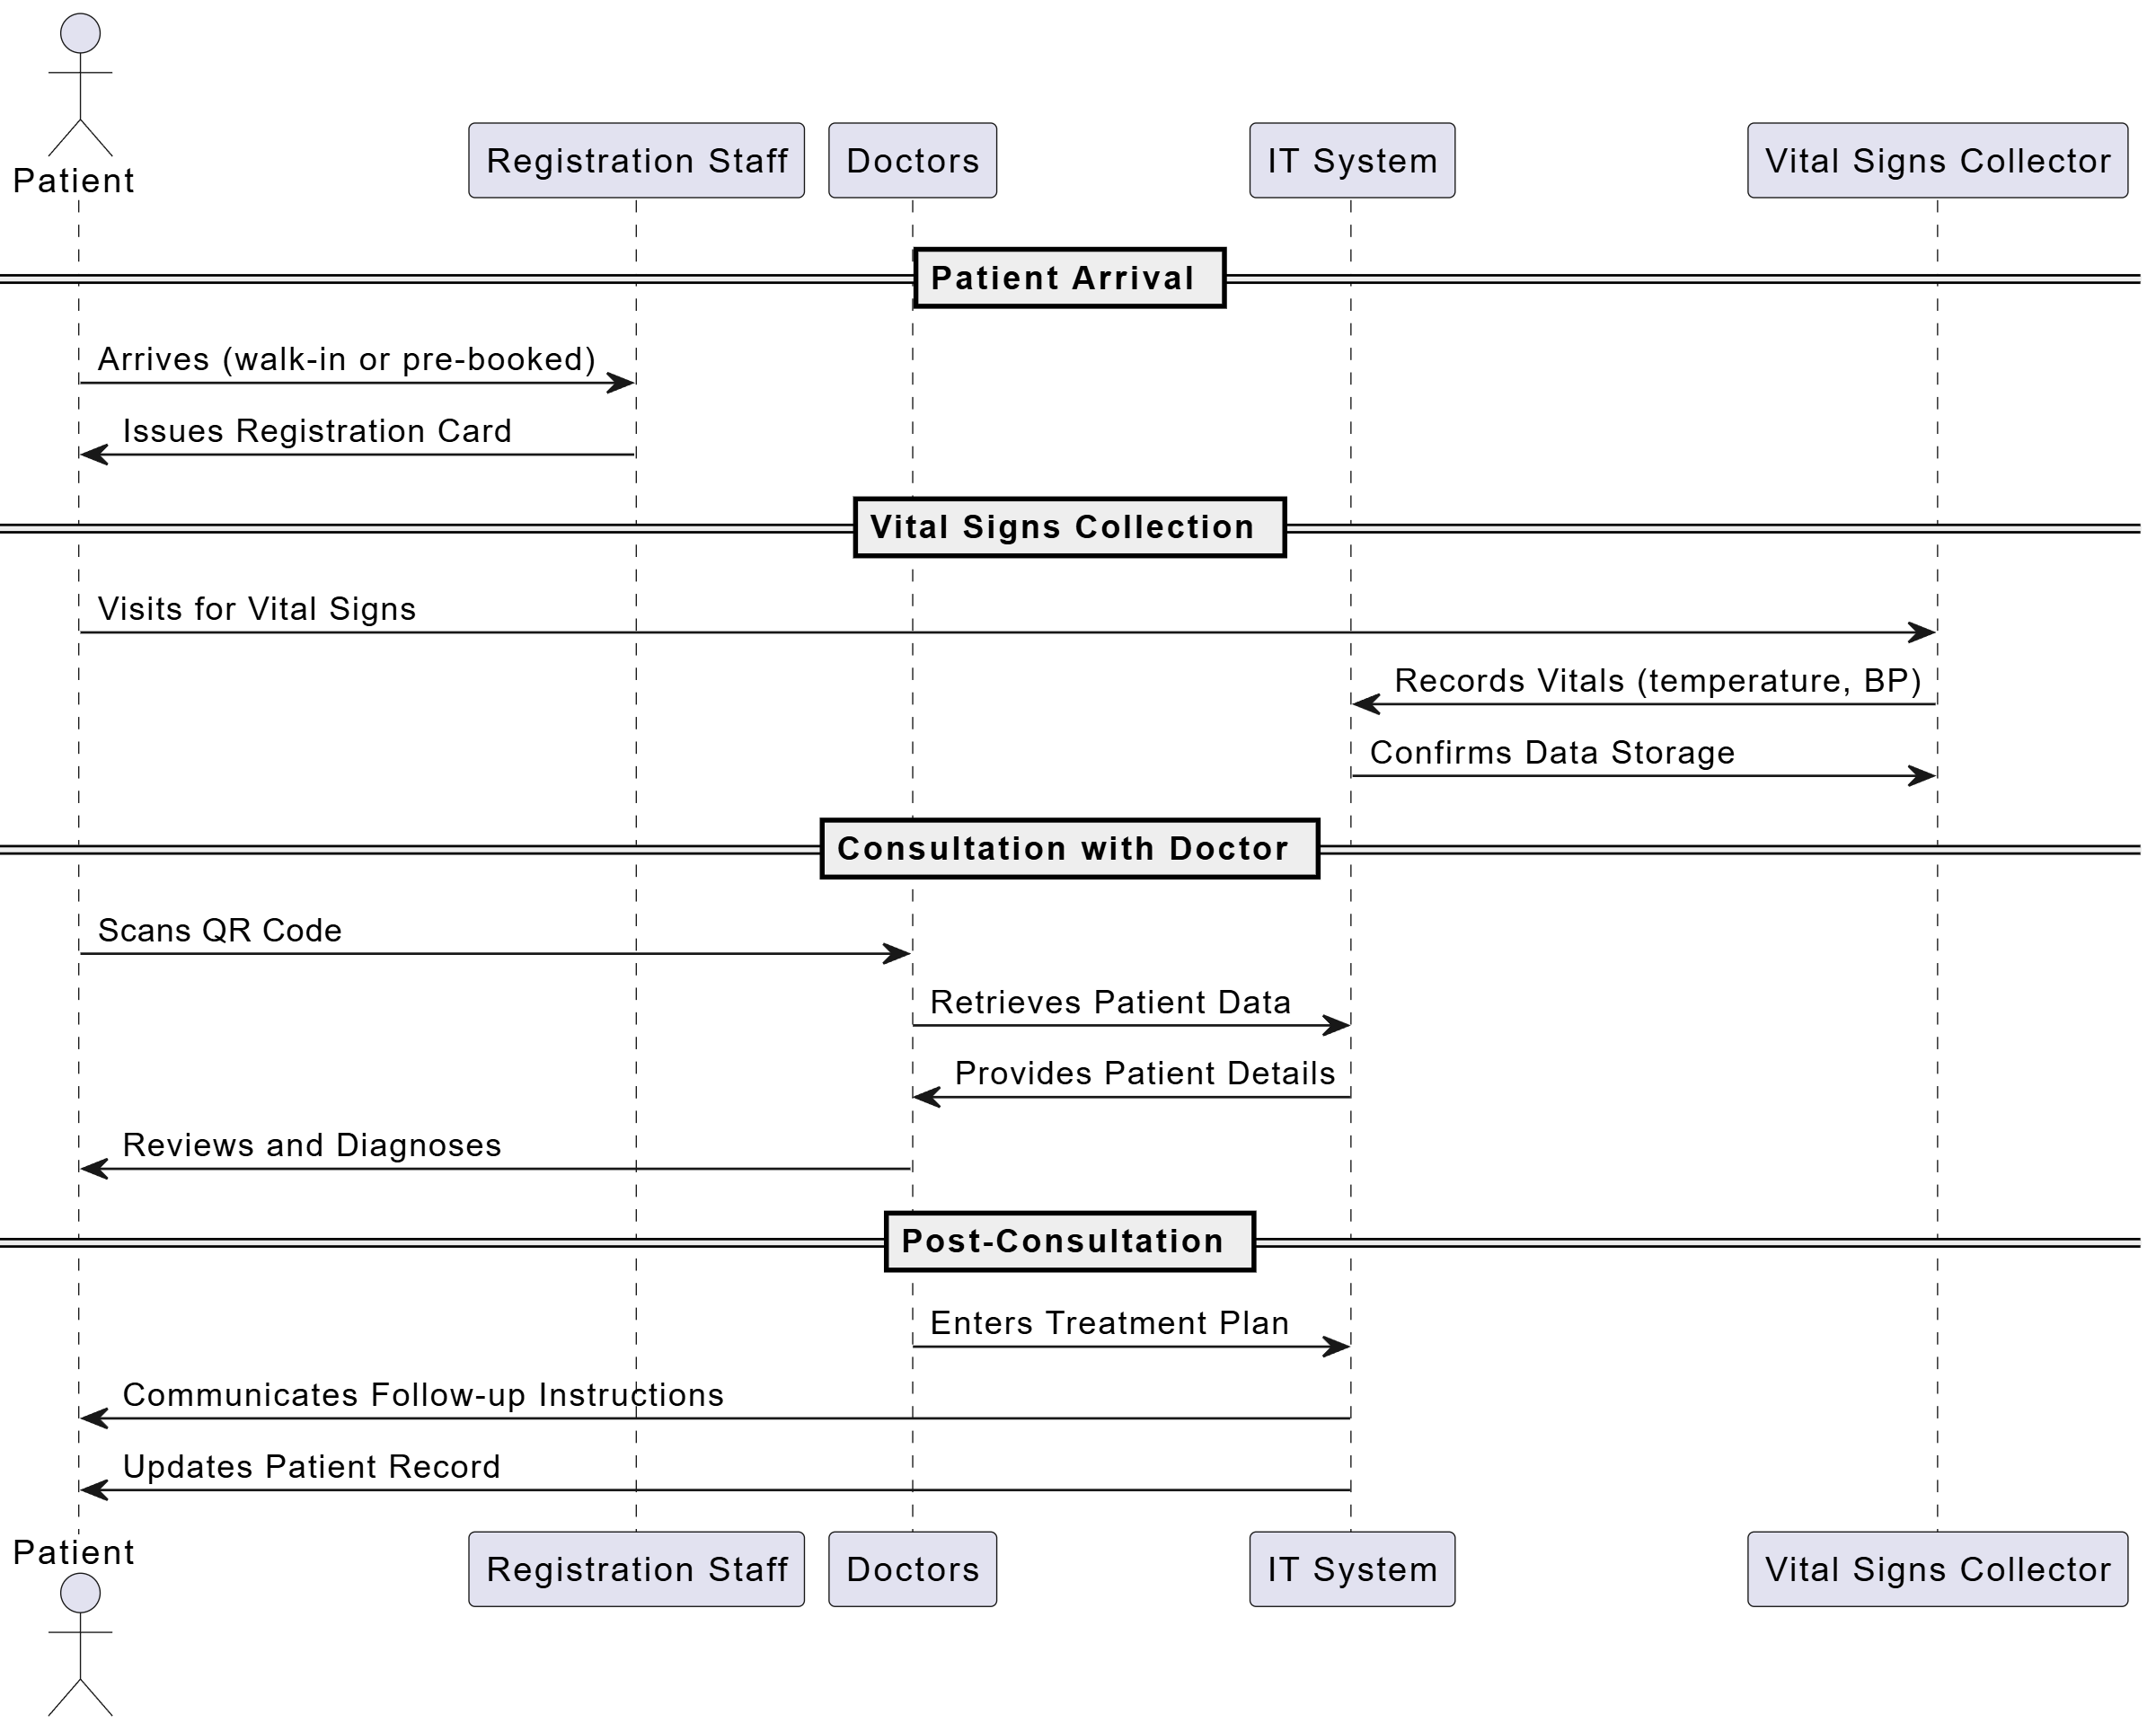 Patient
Registration Staff
Doctors
IT System
Vital Signs Collector
Patient Arrival
Arrives (walk-in or pre-booked)
Issues Registration Card
Vital Signs Collection
Visits for Vital Signs
Records Vitals (temperature, BP)
Confirms Data Storage
Consultation with Doctor
Scans QR Code
Retrieves Patient Data
Provides Patient Details
Reviews and Diagnoses
Post-Consultation
Enters Treatment Plan
Communicates Follow-up Instructions
Updates Patient Record
Patient
Registration Staff
Doctors
IT System
Vital Signs Collector